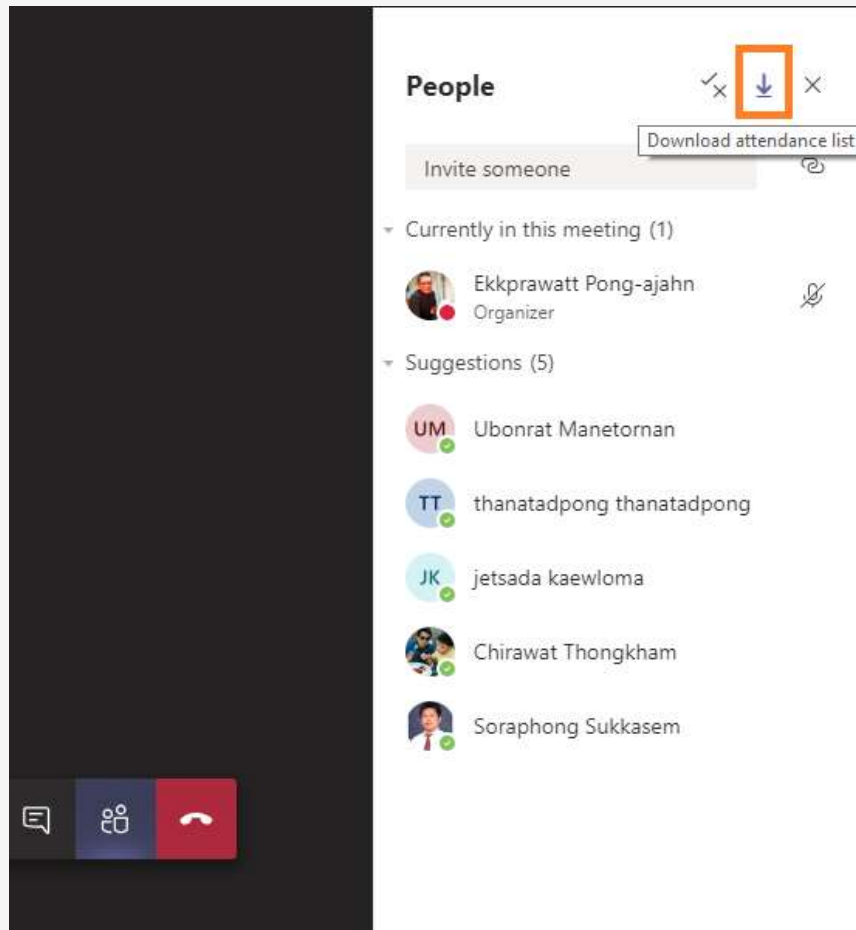 People
Download attendance list
Invite someone
Currently in this meeting (1)
Ekkprawatt Pong-ajahn
Organizer
Suggestions (5)
UM Ubonrat Manetornan
TT thanatadpong thanatadpong
JK jetsada kaewloma
Chirawat Thongkham
Soraphong Sukkasem